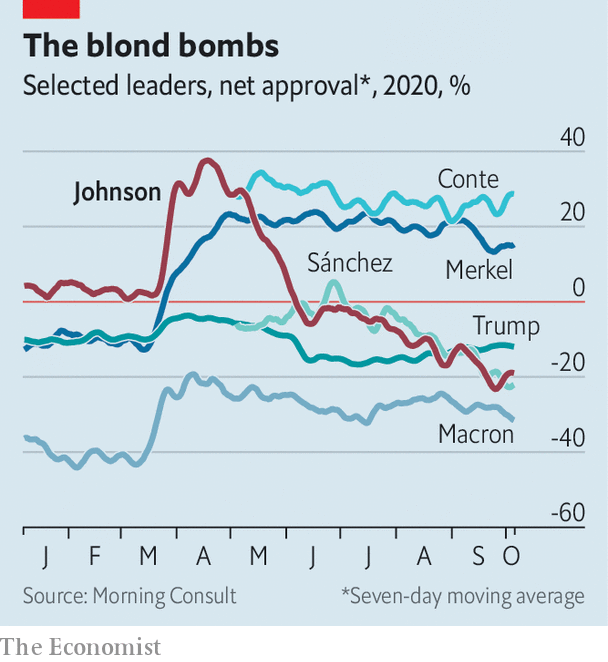 The blond bombs
Selected leaders, net approval*, 2020, %
40
Conte
Johnson
20
Sánchez
Merkel
0
Trump
-20
Macron
-40
-60
J F M A M J J A S O
Source: Morning Consult
*Seven-day moving average
The Economist